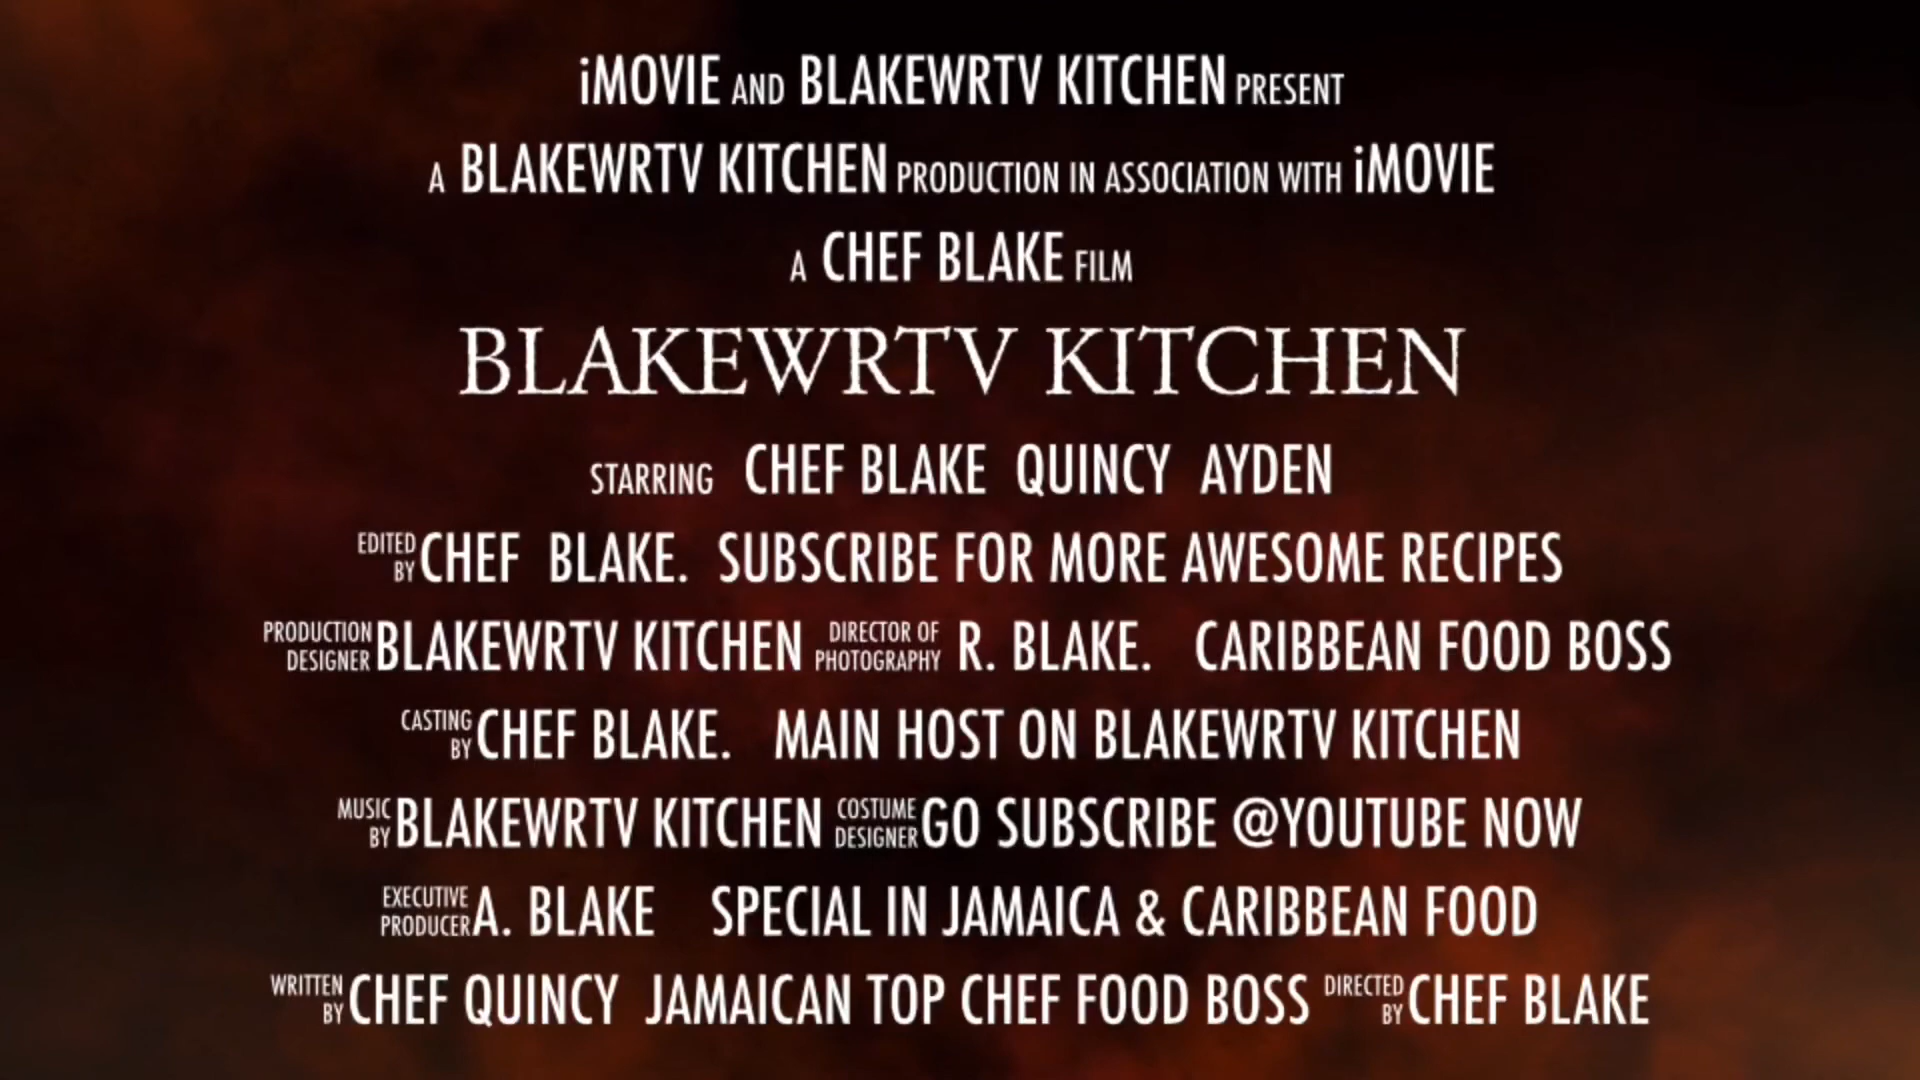 iMOVIE AND BLAKEWRTV KITCHEN PRESENT
A BLAKEWRTV KITCHEN PRODUCTION IN ASSOCIATION WITH iMOVIE
A CHEF BLAKE FILM
BLAKEWRTV KITCHEN
STARRING CHEF BLAKE QUINCY AYDEN
EDITED BY CHEF BLAKE. SUBSCRIBE FOR MORE AWESOME RECIPES
PRODUCTION DESIGNER BLAKEWRTV KITCHEN DIRECTOR OF PHOTOGRAPHY R. BLAKE. CARIBBEAN FOOD BOSS
CASTING BY CHEF BLAKE. MAIN HOST ON BLAKEWRTV KITCHEN
MUSIC BY BLAKEWRTV KITCHEN COSTUME DESIGNER GO SUBSCRIBE @YOUTUBE NOW
EXECUTIVE PRODUCER A. BLAKE SPECIAL IN JAMAICA & CARIBBEAN FOOD
WRITTEN BY CHEF QUINCY JAMAICAN TOP CHEF FOOD BOSS DIRECTED BY CHEF BLAKE